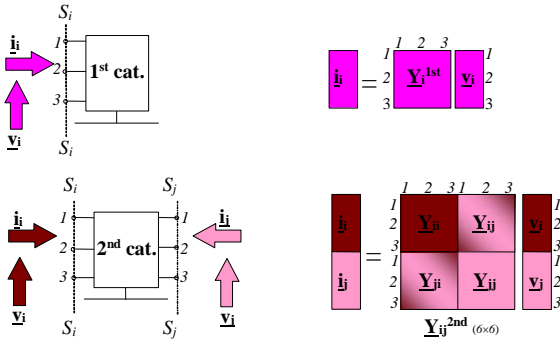 Si
1
ii
2
1st cat.
3
vi
Si
1 2 3
1 1
ii = Yi1st vi
2 2
3 3
Si Sj
ii 1 1 ii
2 2nd cat. 2
3 3
vi vj
Si Sj
1 2 3
1 1
ii Yii Yij vi
2 2
3 3
=
1 1
ij Yji Yjj vj
2 2
3 3
Yij2nd (6×6)